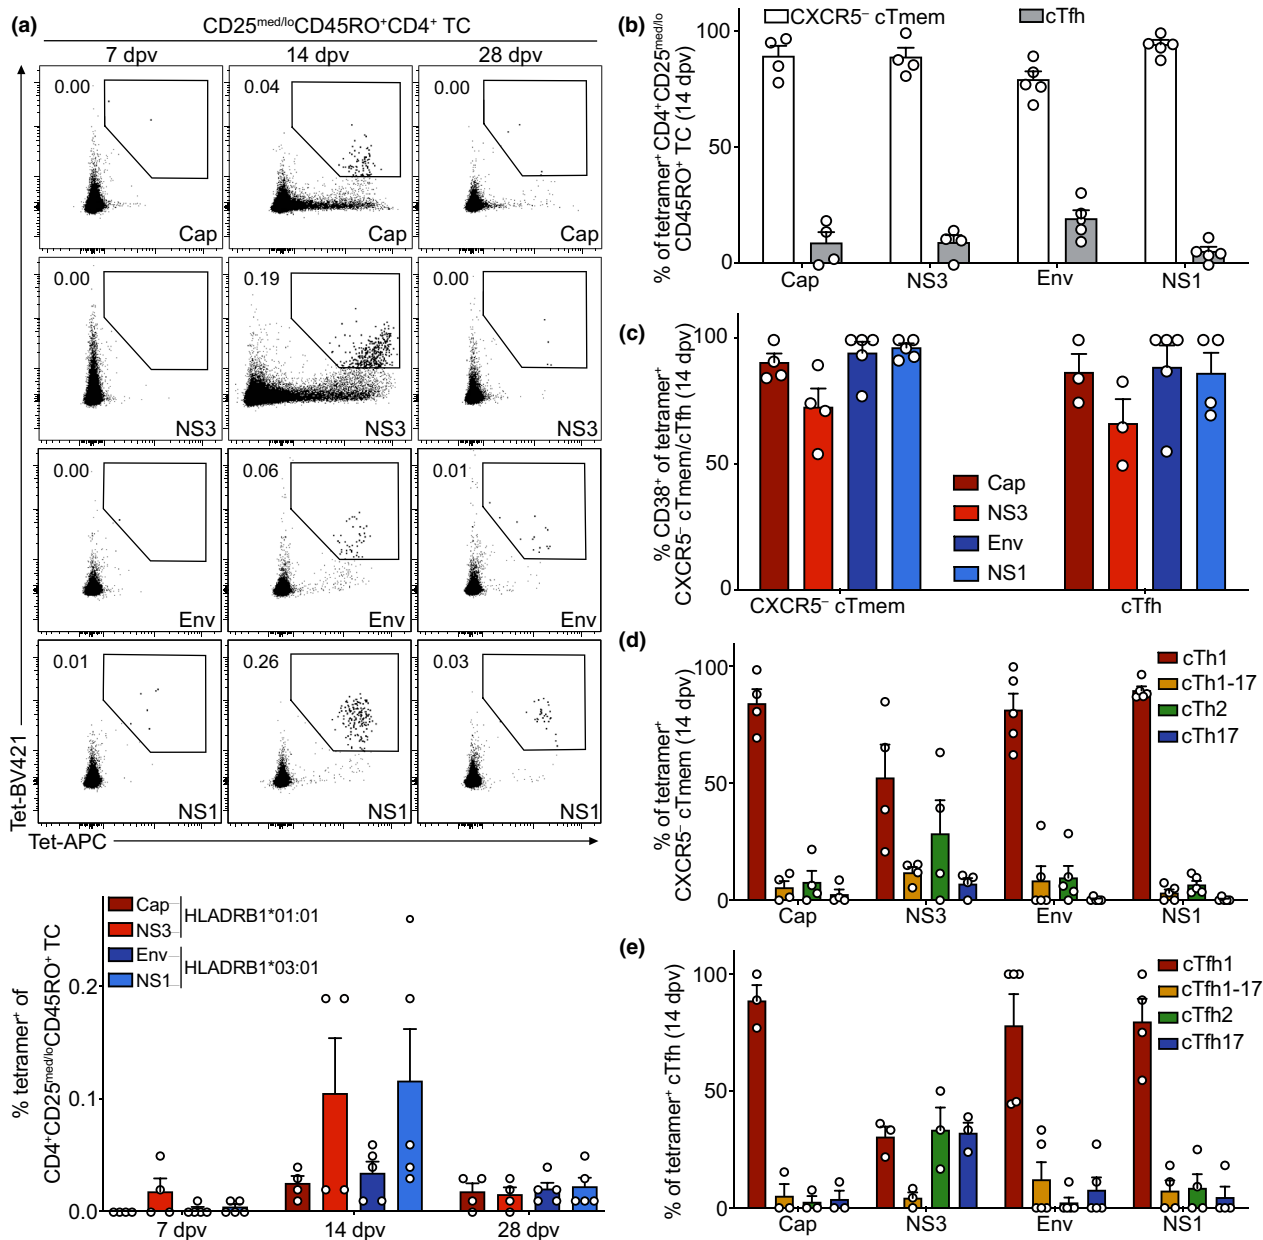 (a)
CD25med/loCD45RO+CD4+ TC
7 dpv 14 dpv 28 dpv
0.00 0.04 0.00
Cap Cap Cap
0.00 0.19 0.00
NS3 NS3 NS3
0.00 0.06 0.01
Env Env Env
0.01 0.26 0.03
NS1 NS1 NS1
Tet-BV421
Tet-APC
% tetramer+ of
CD4+CD25med/loCD45RO+ TC
Cap
NS3
HLADRB1*01:01
Env
NS1
HLADRB1*03:01
0.2
0.1
0.0
7 dpv 14 dpv 28 dpv
(b)
% of tetramer+ CD4+CD25med/lo
CD45RO+ TC (14 dpv)
CXCR5– cTmem cTfh
100
50
0
Cap NS3 Env NS1
(c)
% CD38+ of tetramer+
CXCR5– cTmem/cTfh (14 dpv)
100
50
0
Cap
NS3
Env
NS1
CXCR5– cTmem cTfh
(d)
% of tetramer+
CXCR5– cTmem (14 dpv)
100
50
0
cTh1
cTh1-17
cTh2
cTh17
Cap NS3 Env NS1
(e)
% of tetramer+ cTfh (14 dpv)
100
50
0
cTfh1
cTfh1-17
cTfh2
cTfh17
Cap NS3 Env NS1